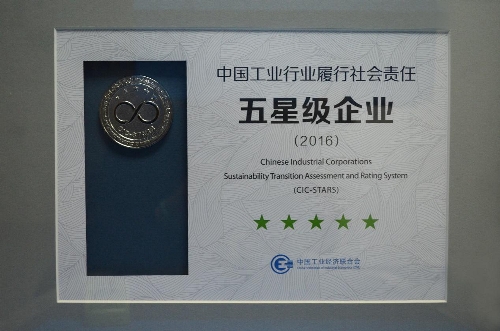 中国工业行业履行社会责任
五星级企业
(2016)
Chinese Industrial Corporations
Sustainability Transition Assessment and Rating System
(CIC-STARS)
中国工业经济联合会